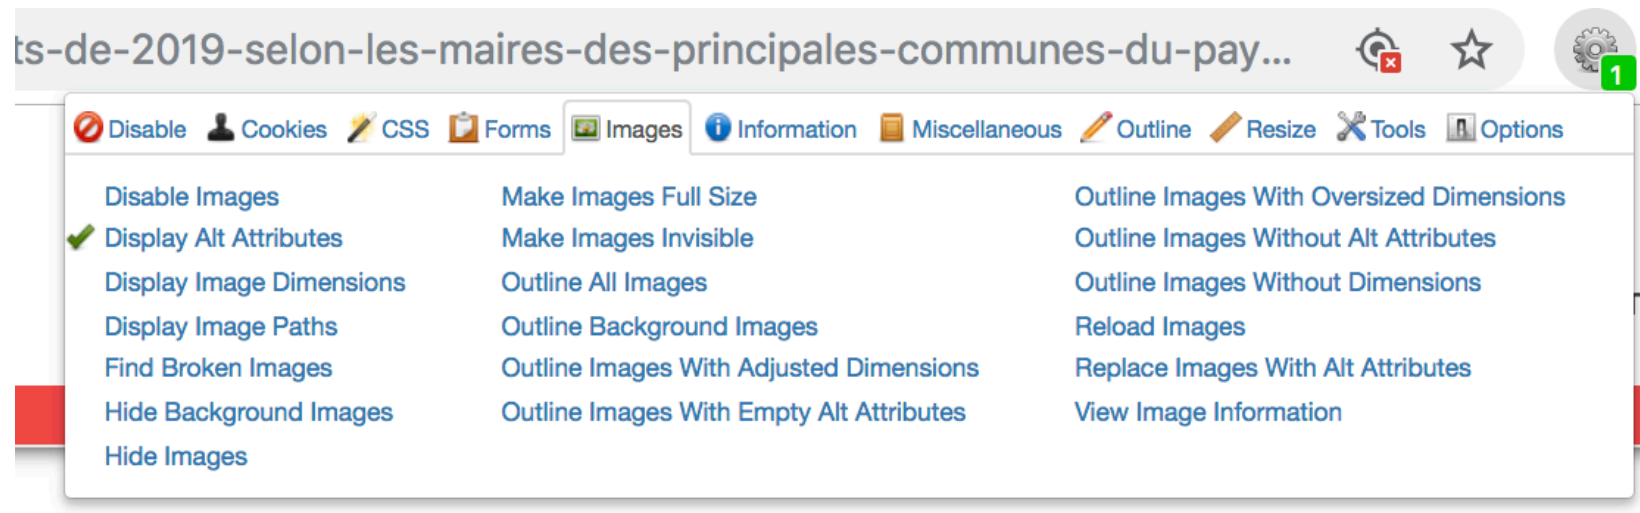 ts-de-2019-selon-les-maires-des-principales-communes-du-pay...
1
Disable Cookies CSS Forms Images Information Miscellaneous Outline Resize Tools Options
Disable Images
Display Alt Attributes
Display Image Dimensions
Display Image Paths
Find Broken Images
Hide Background Images
Hide Images
Make Images Full Size
Make Images Invisible
Outline All Images
Outline Background Images
Outline Images With Adjusted Dimensions
Outline Images With Empty Alt Attributes
Outline Images With Oversized Dimensions
Outline Images Without Alt Attributes
Outline Images Without Dimensions
Reload Images
Replace Images With Alt Attributes
View Image Information